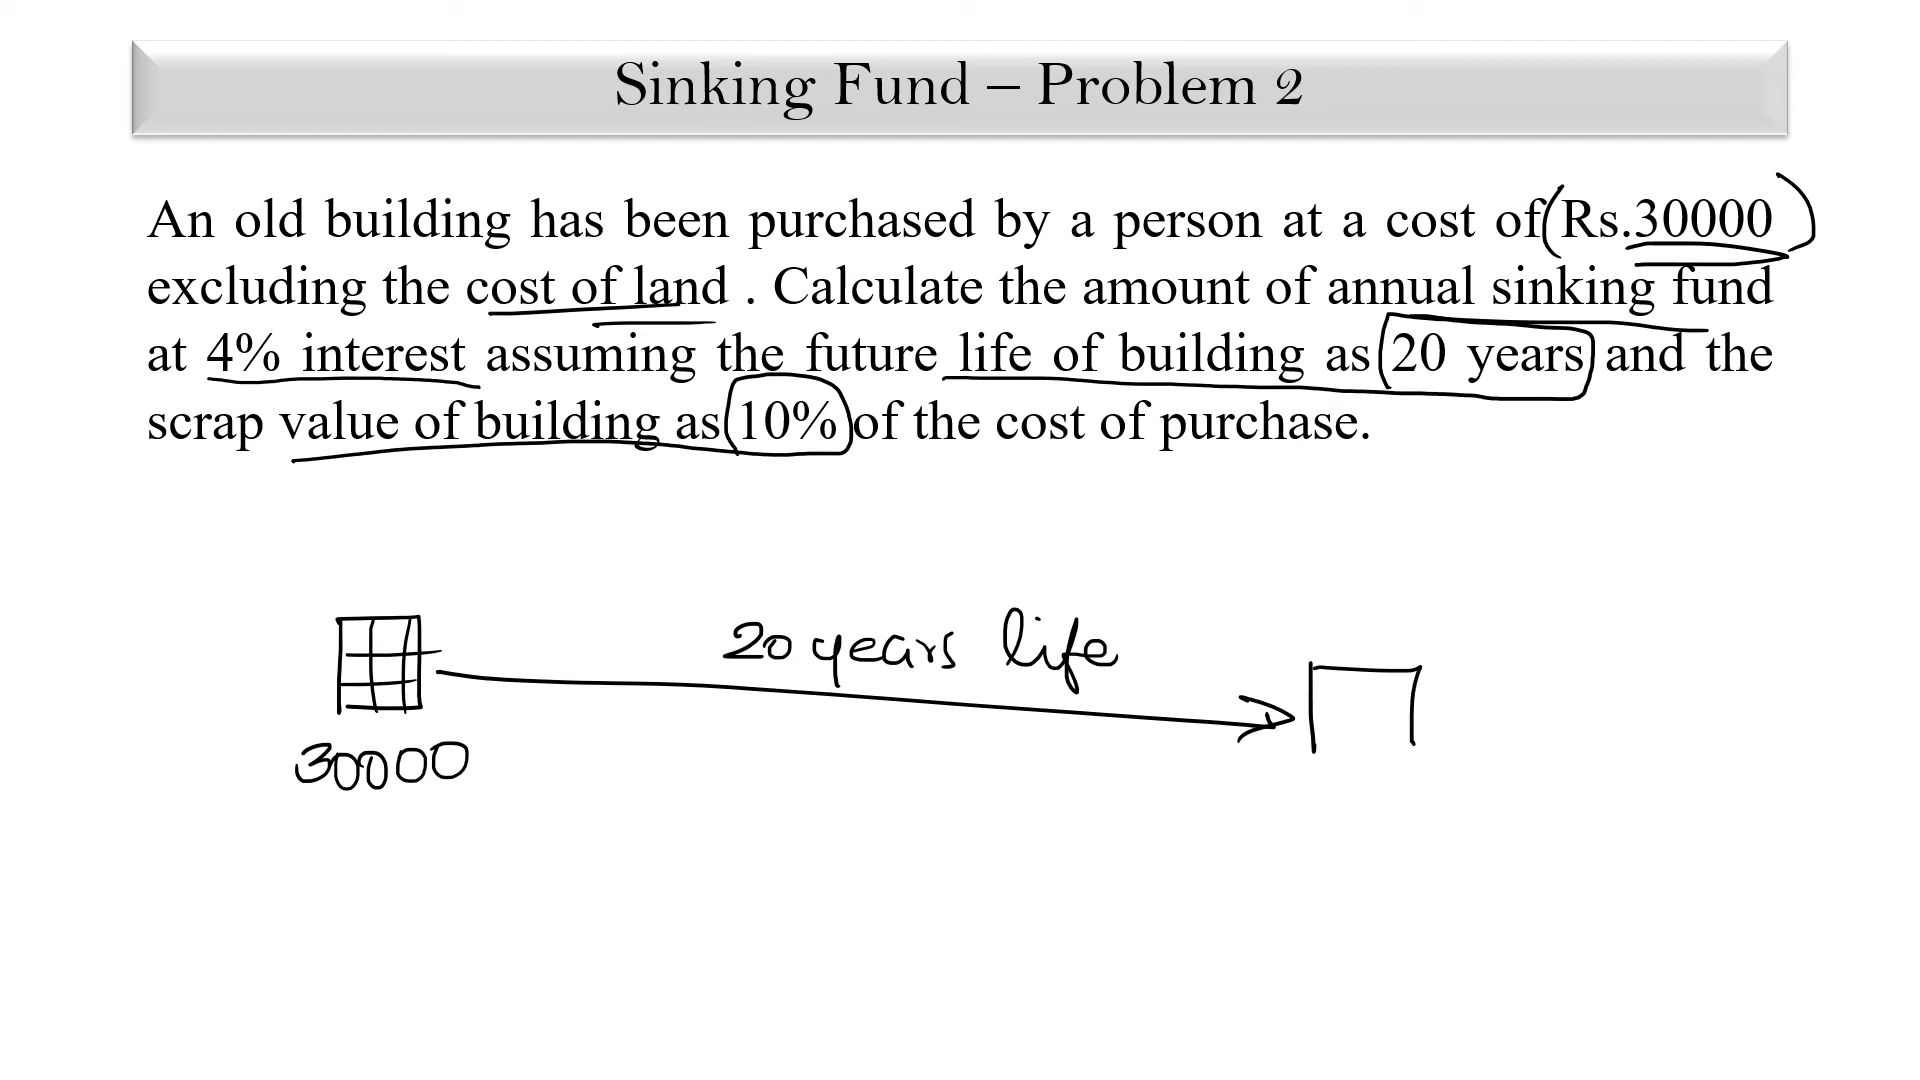 Sinking Fund – Problem 2
An old building has been purchased by a person at a cost of Rs.30000
excluding the cost of land . Calculate the amount of annual sinking fund
at 4% interest assuming the future life of building as 20 years and the
scrap value of building as 10% of the cost of purchase.
20 years life
30000